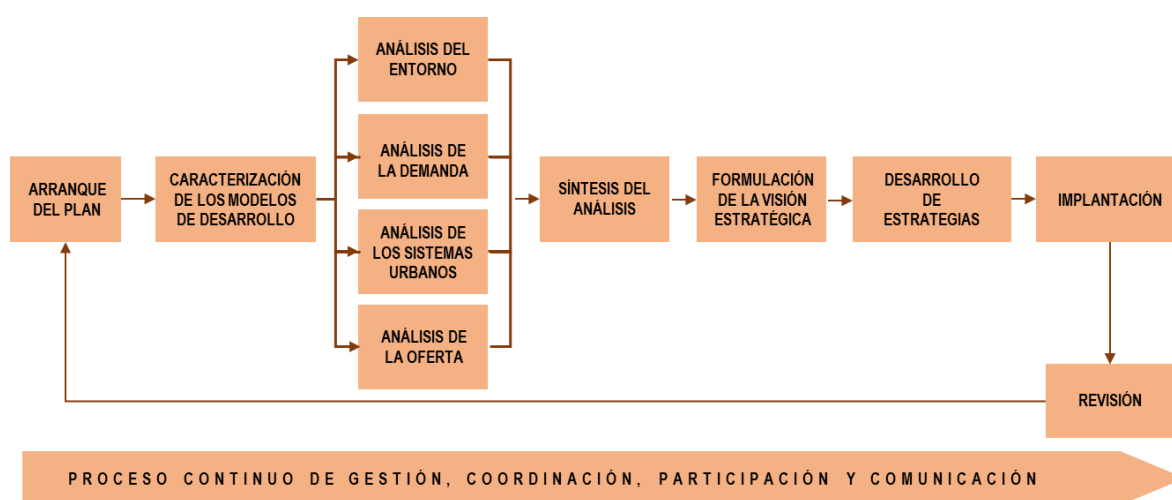 ARRANQUE
DEL PLAN
CARACTERIZACIÓN
DE LOS MODELOS
DE DESARROLLO
ANÁLISIS DEL
ENTORNO
ANÁLISIS DE
LA DEMANDA
ANÁLISIS
DE
LOS SISTEMAS
URBANOS
ANÁLISIS DE
LA OFERTA
SÍNTESIS DEL
ANÁLISIS
FORMULACIÓN
DE LA VISIÓN
ESTRATÉGICA
DESARROLLO
DE
ESTRATEGIAS
IMPLANTACIÓN
REVISIÓN
PROCESO CONTINUO DE GESTIÓN, COORDINACIÓN, PARTICIPACIÓN Y COMUNICACIÓN